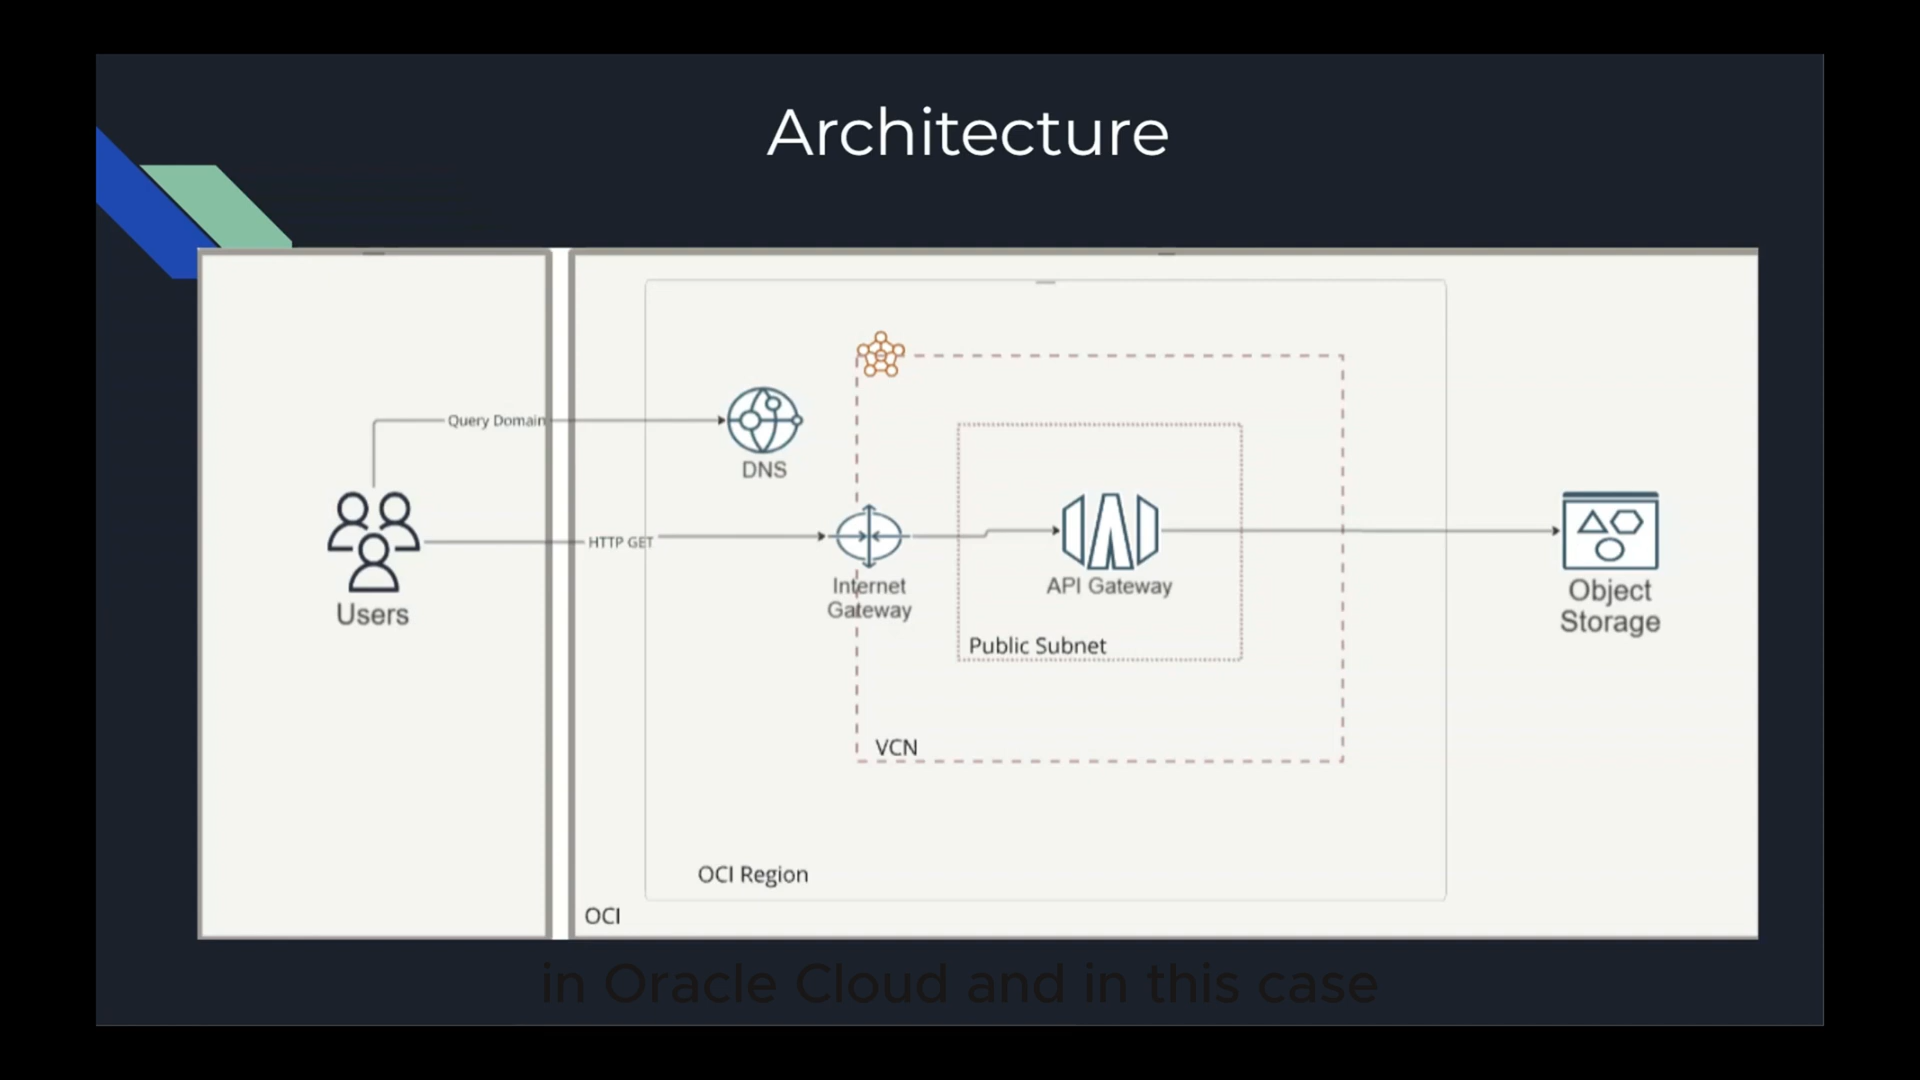 Architecture
Query Domain
DNS
HTTP GET
Users
Internet
Gateway
API Gateway
Public Subnet
Object
Storage
VCN
OCI Region
OCI
in Oracle Cloud and in this case